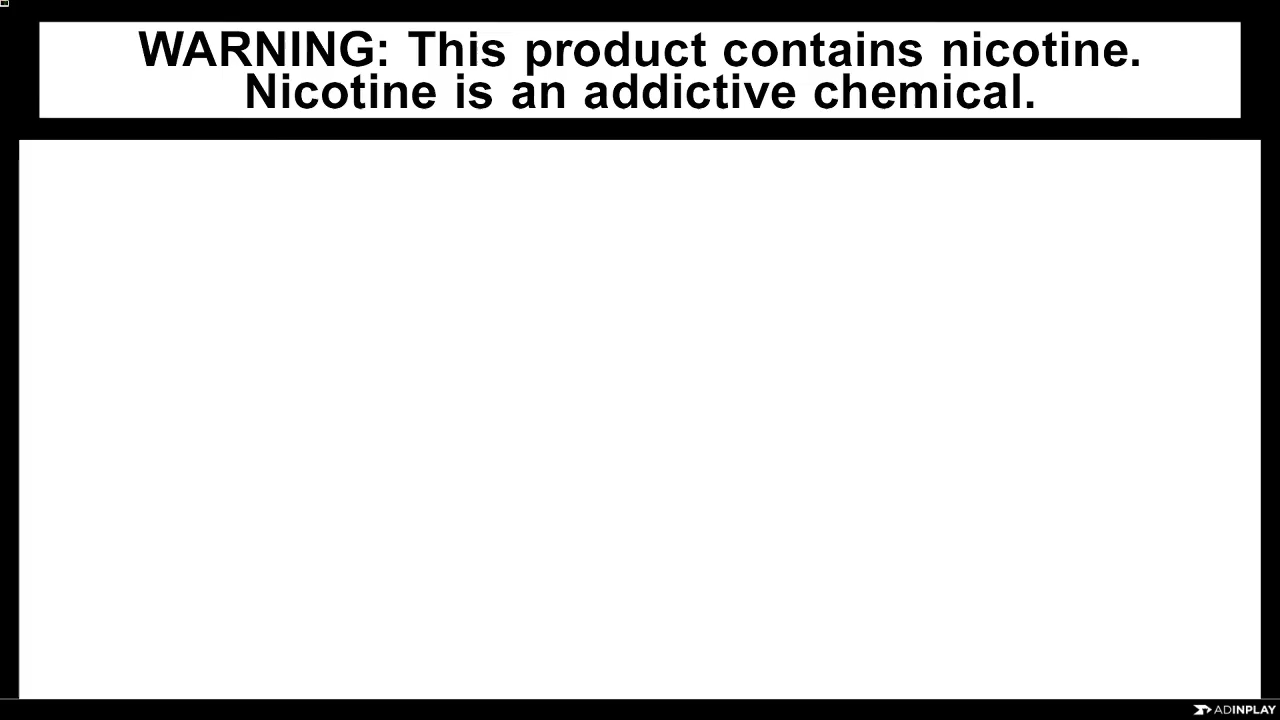 WARNING: This product contains nicotine.
Nicotine is an addictive chemical.
ADINPLAY